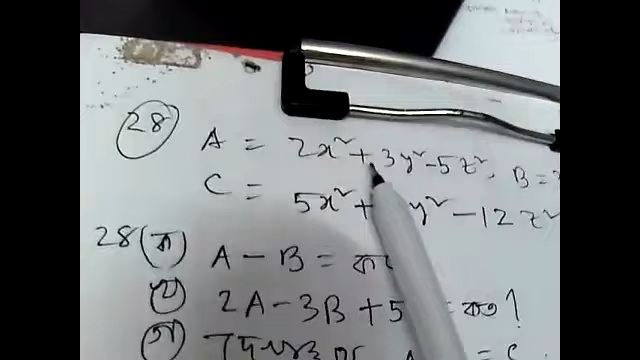 28 A = 2x² + 3y² - 5z², B =
C = 5x² + y² - 12z²
28 (ক) A - B = কত
(খ) 2A - 3B + 5 = কত?
(গ) A = C